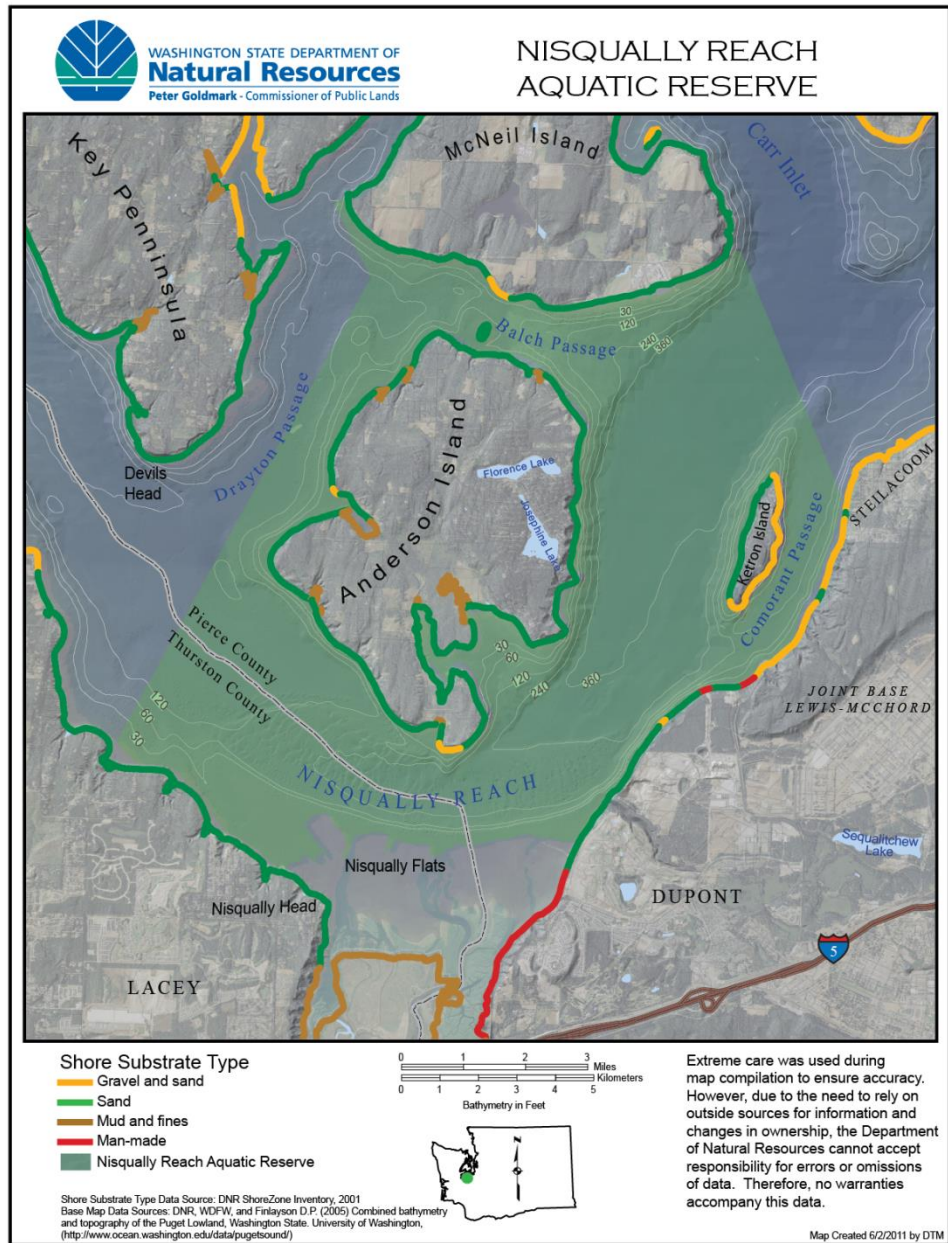 WASHINGTON STATE DEPARTMENT OF
Natural Resources
Peter Goldmark - Commissioner of Public Lands
NISQUALLY REACH
AQUATIC RESERVE
Key Penninsula
McNeil Island
Carr Inlet
30
120
240
360
Balch Passage
Drayton Passage
Devils
Head
Anderson Island
Florence Lake
Josephine Lake
Ketron Island
Comorant Passage
STEILACOOM
Pierce County
Thurston County
120
60
30
30
60
120
240
360
JOINT BASE
LEWIS-MCCHORD
NISQUALLY REACH
Nisqually Flats
Nisqually Head
Sequalitchew
Lake
DUPONT
LACEY
5
Shore Substrate Type
Gravel and sand
Sand
Mud and fines
Man-made
Nisqually Reach Aquatic Reserve
0 1 2 3
Miles
Kilometers
0 1 2 3 4 5
Bathymetry in Feet
N
Extreme care was used during
map compilation to ensure accuracy.
However, due to the need to rely on
outside sources for information and
changes in ownership, the Department
of Natural Resources cannot accept
responsibility for errors or omissions
of data. Therefore, no warranties
accompany this data.
Shore Substrate Type Data Source: DNR ShoreZone Inventory, 2001
Base Map Data Sources: DNR, WDFW, and Finlayson D.P. (2005) Combined bathymetry
and topography of the Puget Lowland, Washington State. University of Washington,
(http://www.ocean.washington.edu/data/pugetsound/)
Map Created 6/2/2011 by DTM